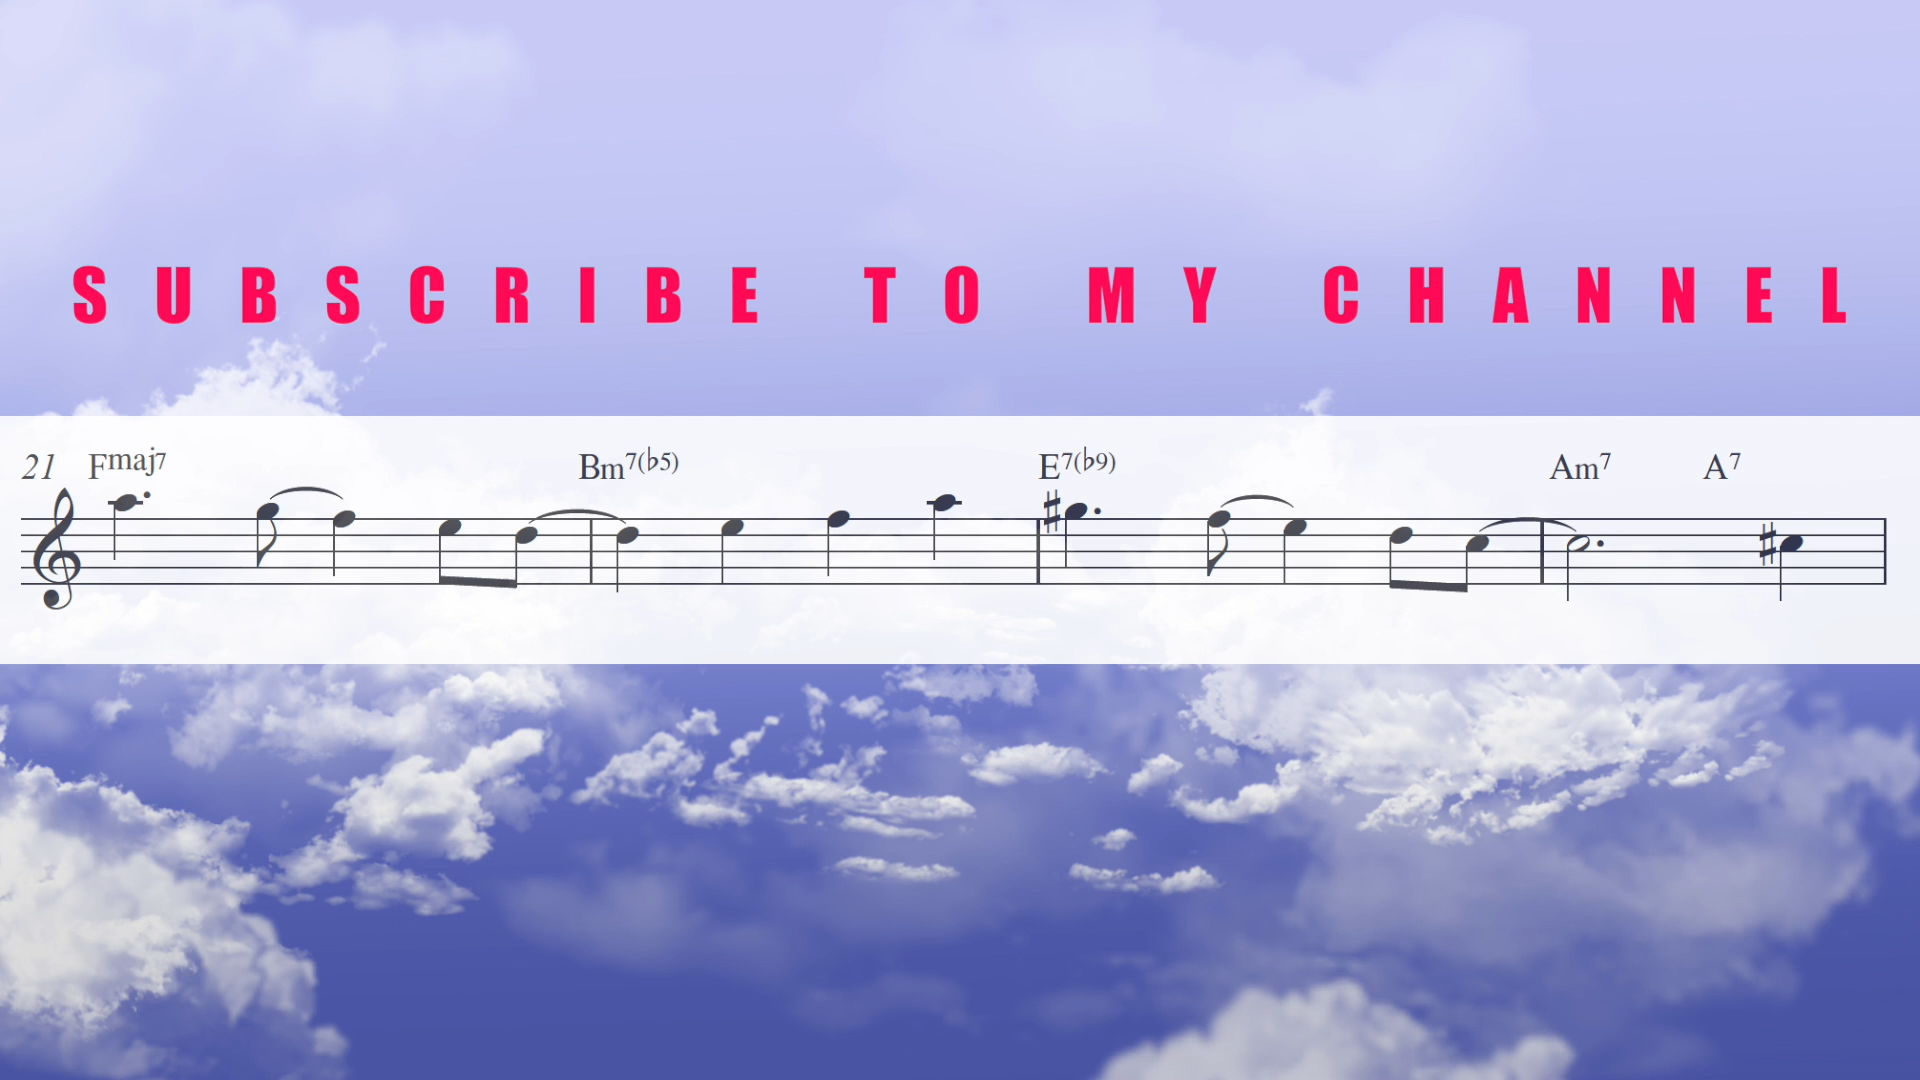 SUBSCRIBE TO MY CHANNEL
21 Fmaj7 Bm7(♭5) E7(♭9) Am7 A7